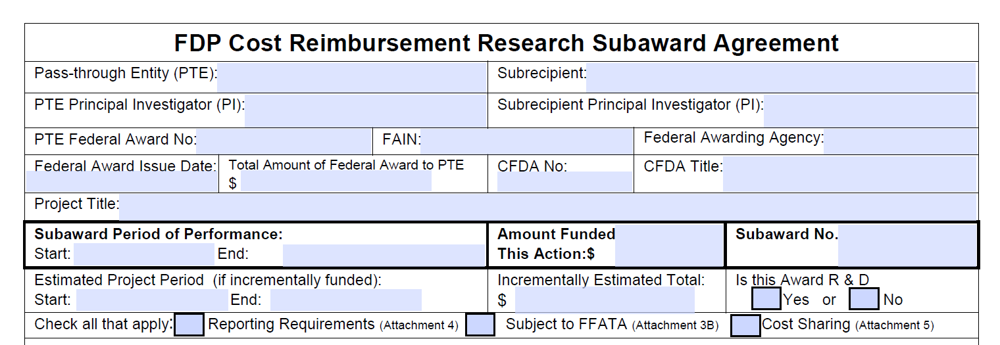 FDP Cost Reimbursement Research Subaward Agreement
Pass-through Entity (PTE): Subrecipient:
PTE Principal Investigator (PI): Subrecipient Principal Investigator (PI):
PTE Federal Award No: FAIN: Federal Awarding Agency:
Federal Award Issue Date: Total Amount of Federal Award to PTE CFDA No: CFDA Title:
$
Project Title:
Subaward Period of Performance: Amount Funded Subaward No.
Start: End: This Action:$
Estimated Project Period (if incrementally funded): Incrementally Estimated Total: Is this Award R & D
Start: End: $ Yes or No
Check all that apply: Reporting Requirements (Attachment 4) Subject to FFATA (Attachment 3B) Cost Sharing (Attachment 5)